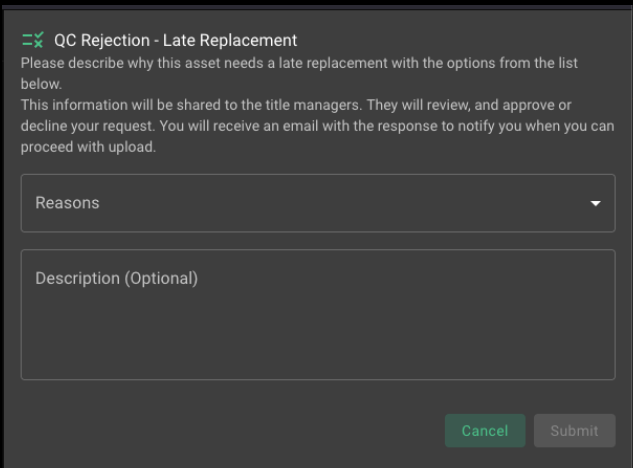 QC Rejection - Late Replacement
Please describe why this asset needs a late replacement with the options from the list
below.
This information will be shared to the title managers. They will review, and approve or
decline your request. You will receive an email with the response to notify you when you can
proceed with upload.
Reasons
Description (Optional)
Cancel
Submit